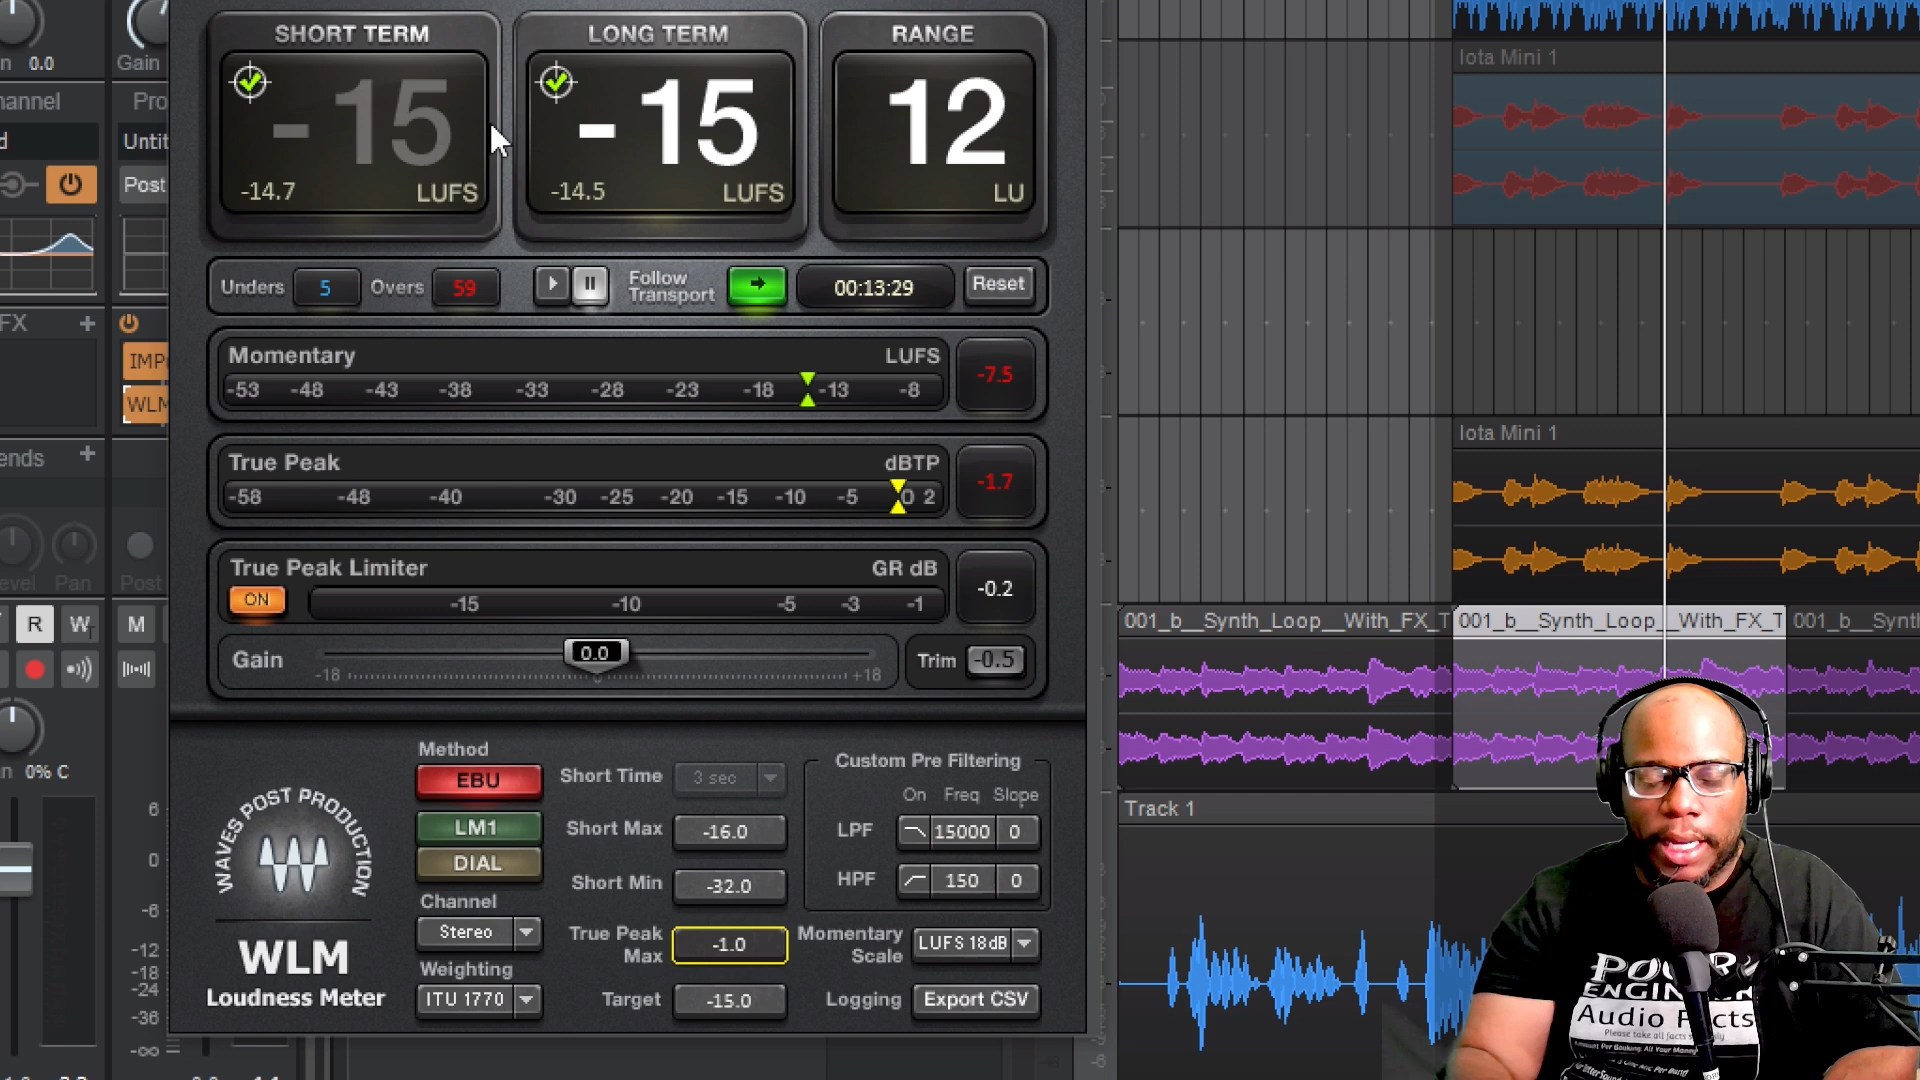 SHORT TERM
LONG TERM
RANGE
- 15
-14.7 LUFS
- 15
-14.5 LUFS
12
LU
0.0
Gain
Post
Unders 5 Overs 59 Follow Transport 00:13:29 Reset
FX +
Momentary LUFS
-53 -48 -43 -38 -33 -28 -23 -18 -13 -8
-7.5
True Peak dBTP
-58 -48 -40 -30 -25 -20 -15 -10 -5 0 2
-1.7
True Peak Limiter GR dB
ON -15 -10 -5 -3 -1
-0.2
Gain 0.0
-18 0 +18
Trim -0.5
WAVES POST PRODUCTION
WLM
Loudness Meter
Method
EBU
LM1
DIAL
Channel
Stereo
Weighting
ITU 1770
Short Time 3 sec
Short Max -16.0
Short Min -32.0
True Peak Max -1.0
Target -15.0
Custom Pre Filtering
On Freq Slope
LPF 15000 0
HPF 150 0
Momentary Scale LUFS 18dB
Logging Export CSV
Pan
Post
R W M
0% C
6
0
-6
-12
-18
-24
-36
-∞
Iota Mini 1
Iota Mini 1
001_b__Synth_Loop__With_FX_T
001_b__Synth_Loop__With_FX_T
Track 1
Audio F cts